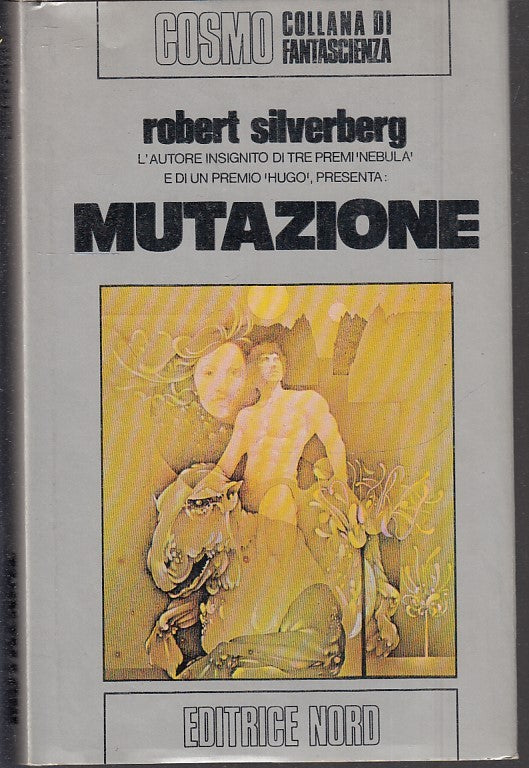 COSMO COLLANA DI
FANTASCIENZA
robert silverberg
L'AUTORE INSIGNITO DI TRE PREMI 'NEBULA'
E DI UN PREMIO 'HUGO', PRESENTA:
MUTAZIONE
EDITRICE NORD